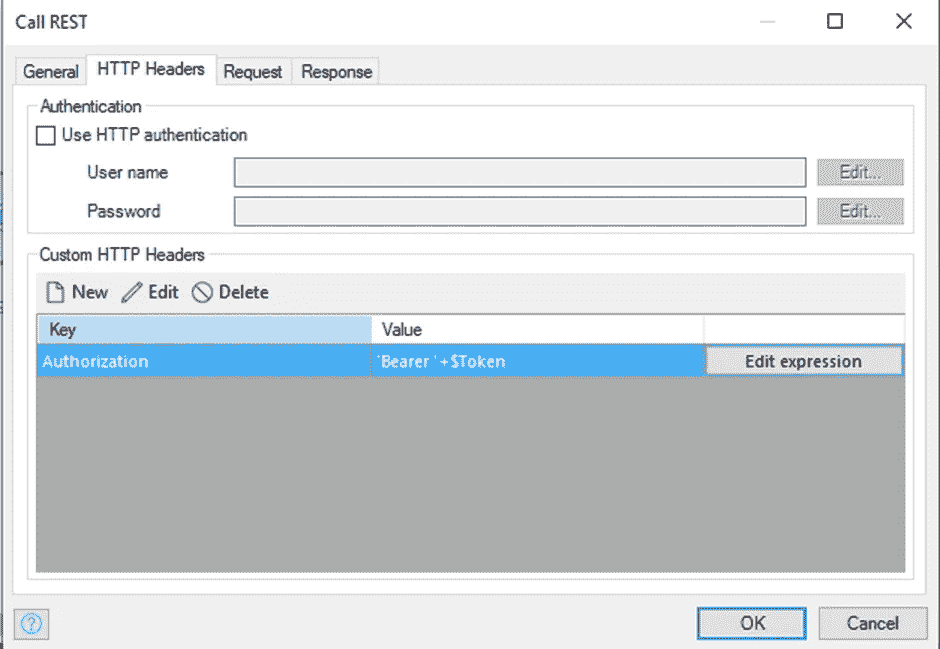 Call REST
General HTTP Headers Request Response
Authentication
Use HTTP authentication
User name Edit...
Password Edit...
Custom HTTP Headers
New Edit Delete
Key Value
Authorization 'Bearer '+$Token Edit expression
OK Cancel